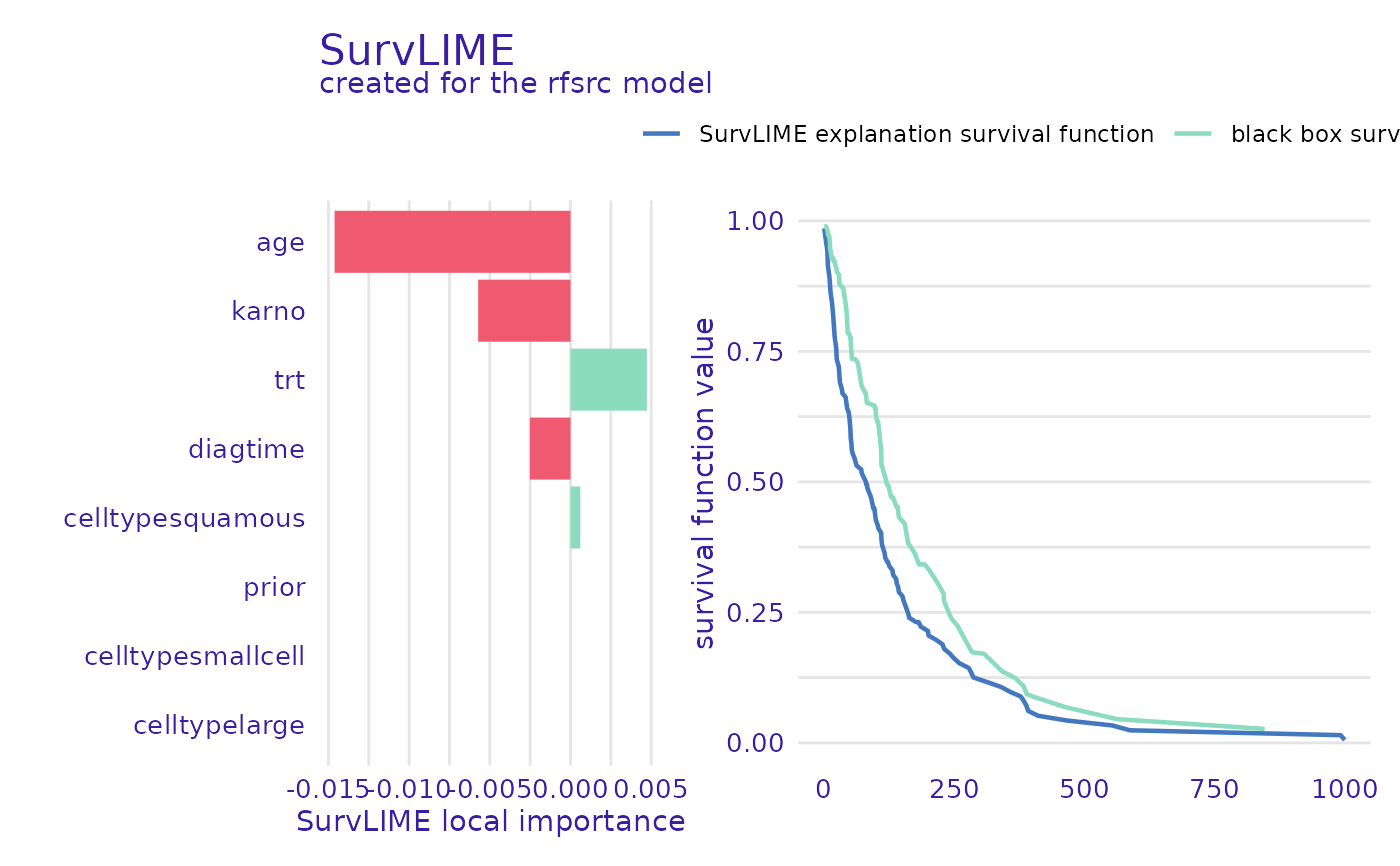 SurvLIME
created for the rfsrc model
SurvLIME explanation survival function
black box surv
age
karno
trt
diagtime
celltypesquamous
prior
celltypesmallcell
celltypelarge
-0.015 -0.010 -0.005 0.000 0.005
SurvLIME local importance
survival function value
1.00
0.75
0.50
0.25
0.00
0 250 500 750 1000